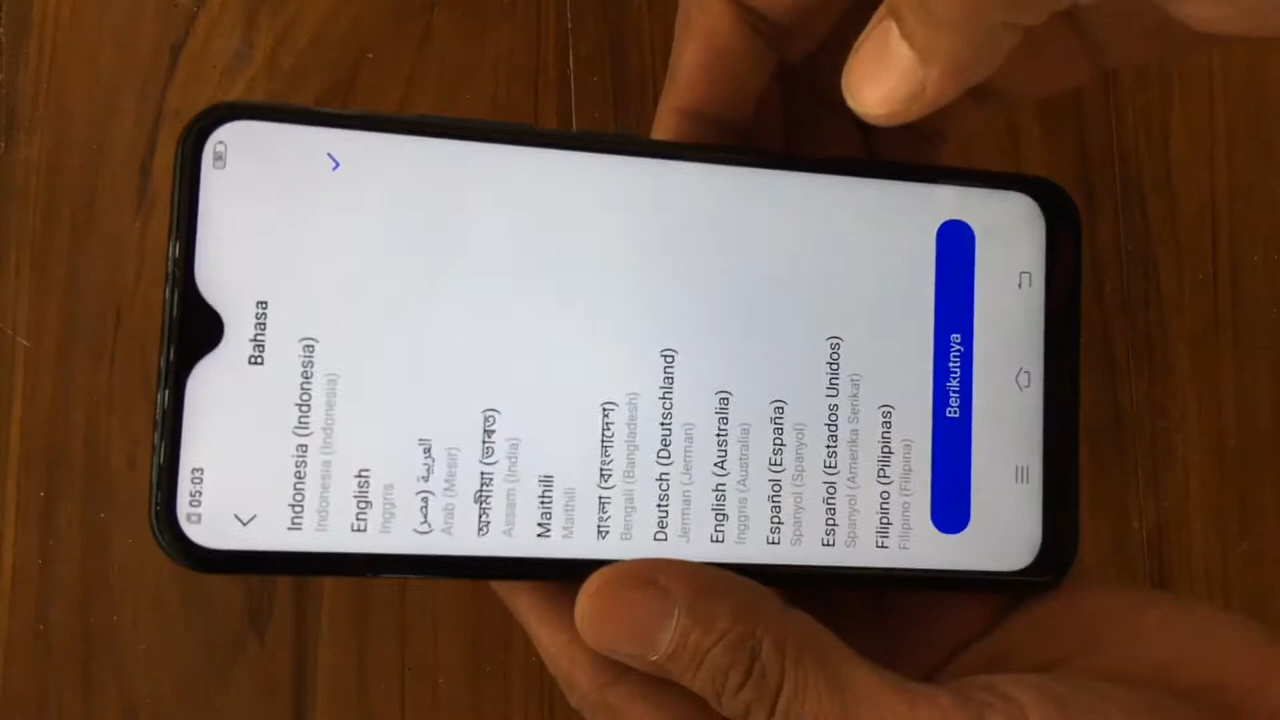 05:03
Bahasa
Indonesia (Indonesia)
Indonesia (Indonesia)
English
Inggris
العربية (مصر)
Arab (Mesir)
অসমীয়া (ভাৰত)
Assam (India)
Maithili
Maithili
বাংলা (বাংলাদেশ)
Bengali (Bangladesh)
Deutsch (Deutschland)
Jerman (Jerman)
English (Australia)
Inggris (Australia)
Español (España)
Spanyol (Spanyol)
Español (Estados Unidos)
Spanyol (Amerika Serikat)
Filipino (Pilipinas)
Filipino (Filipina)
Berikutnya